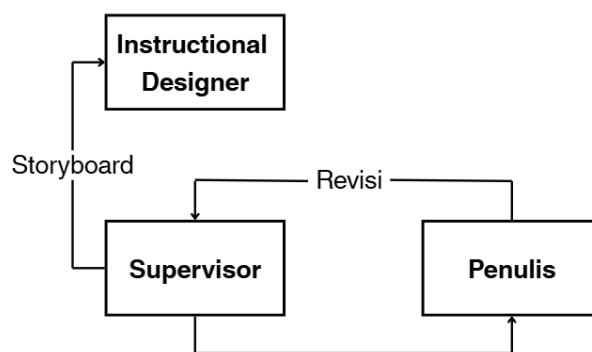 Instructional
Designer
Storyboard
Revisi
Supervisor
Penulis